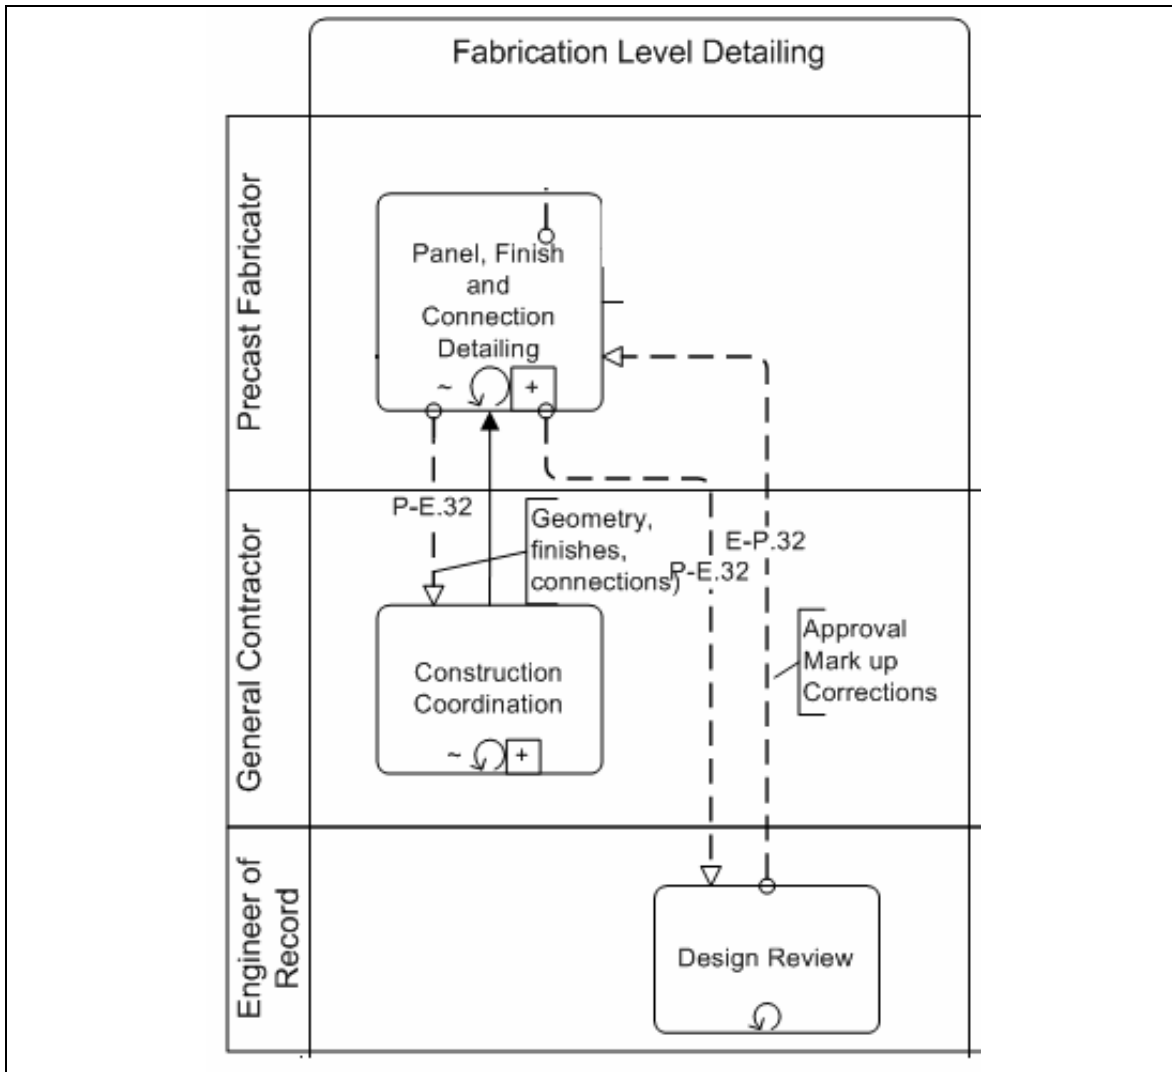 Fabrication Level Detailing
Precast Fabricator
Panel, Finish
and
Connection
Detailing
~
+
P-E.32
General Contractor
Geometry,
finishes,
connections)
E-P.32
P-E.32
Approval
Mark up
Corrections
Construction
Coordination
~
+
Engineer of
Record
Design Review